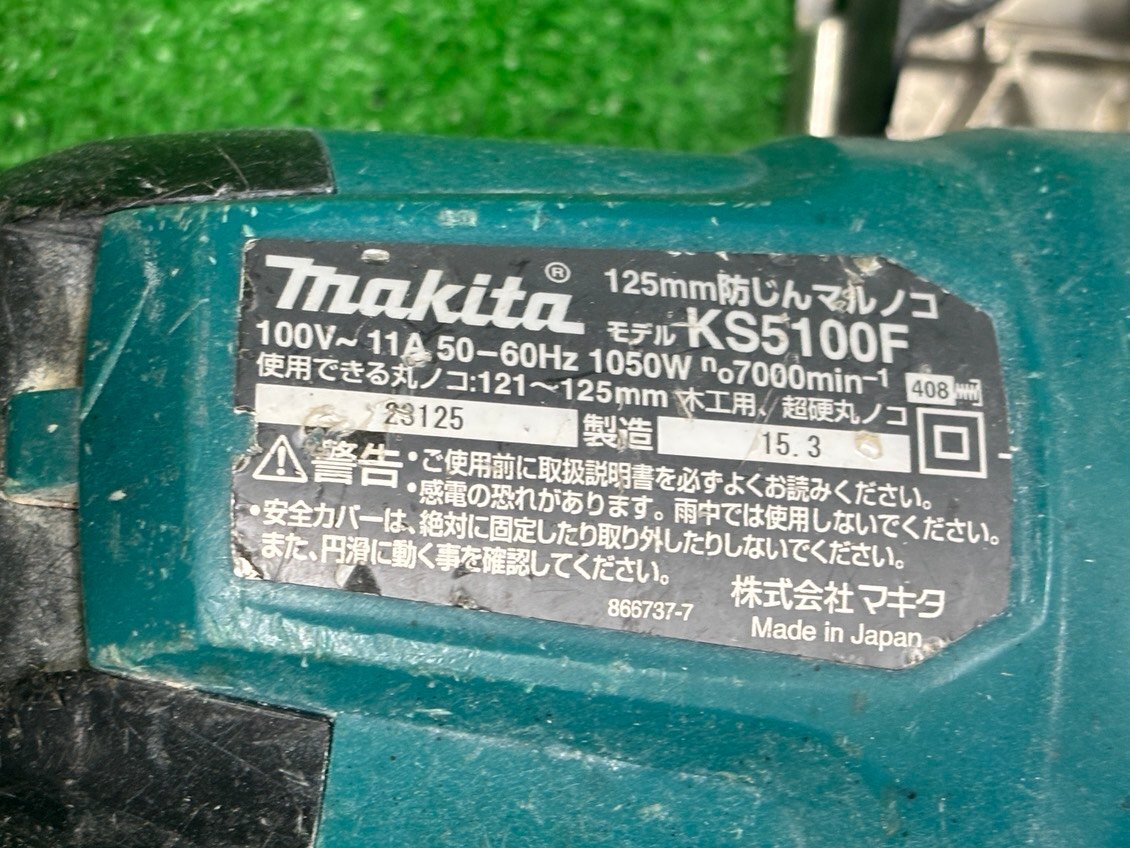 makita® 125mm防じんマルノコ
モデル KS5100F
100V~ 11A 50-60Hz 1050W no7000min-1
使用できる丸ノコ:121～125mm 木工用、超硬丸ノコ 408
23125 製造 15.3
警告・ご使用前に取扱説明書を必ずよくお読みください。
・感電の恐れがあります。雨中では使用しないでください。
・安全カバーは、絶対に固定したり取り外したりしないでください。
また、円滑に動く事を確認してください。
866737-7 株式会社マキタ
Made in Japan